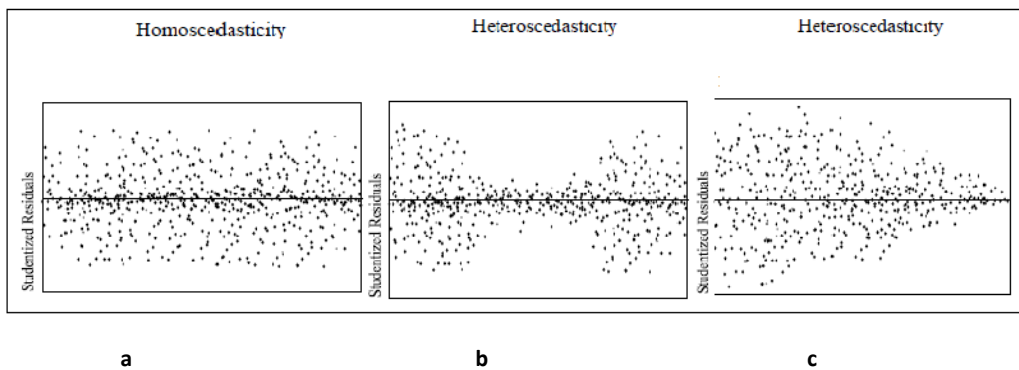 Homoscedasticity
Heteroscedasticity
Heteroscedasticity
Studentized Residuals
Studentized Residuals
Studentized Residuals
a
b
c